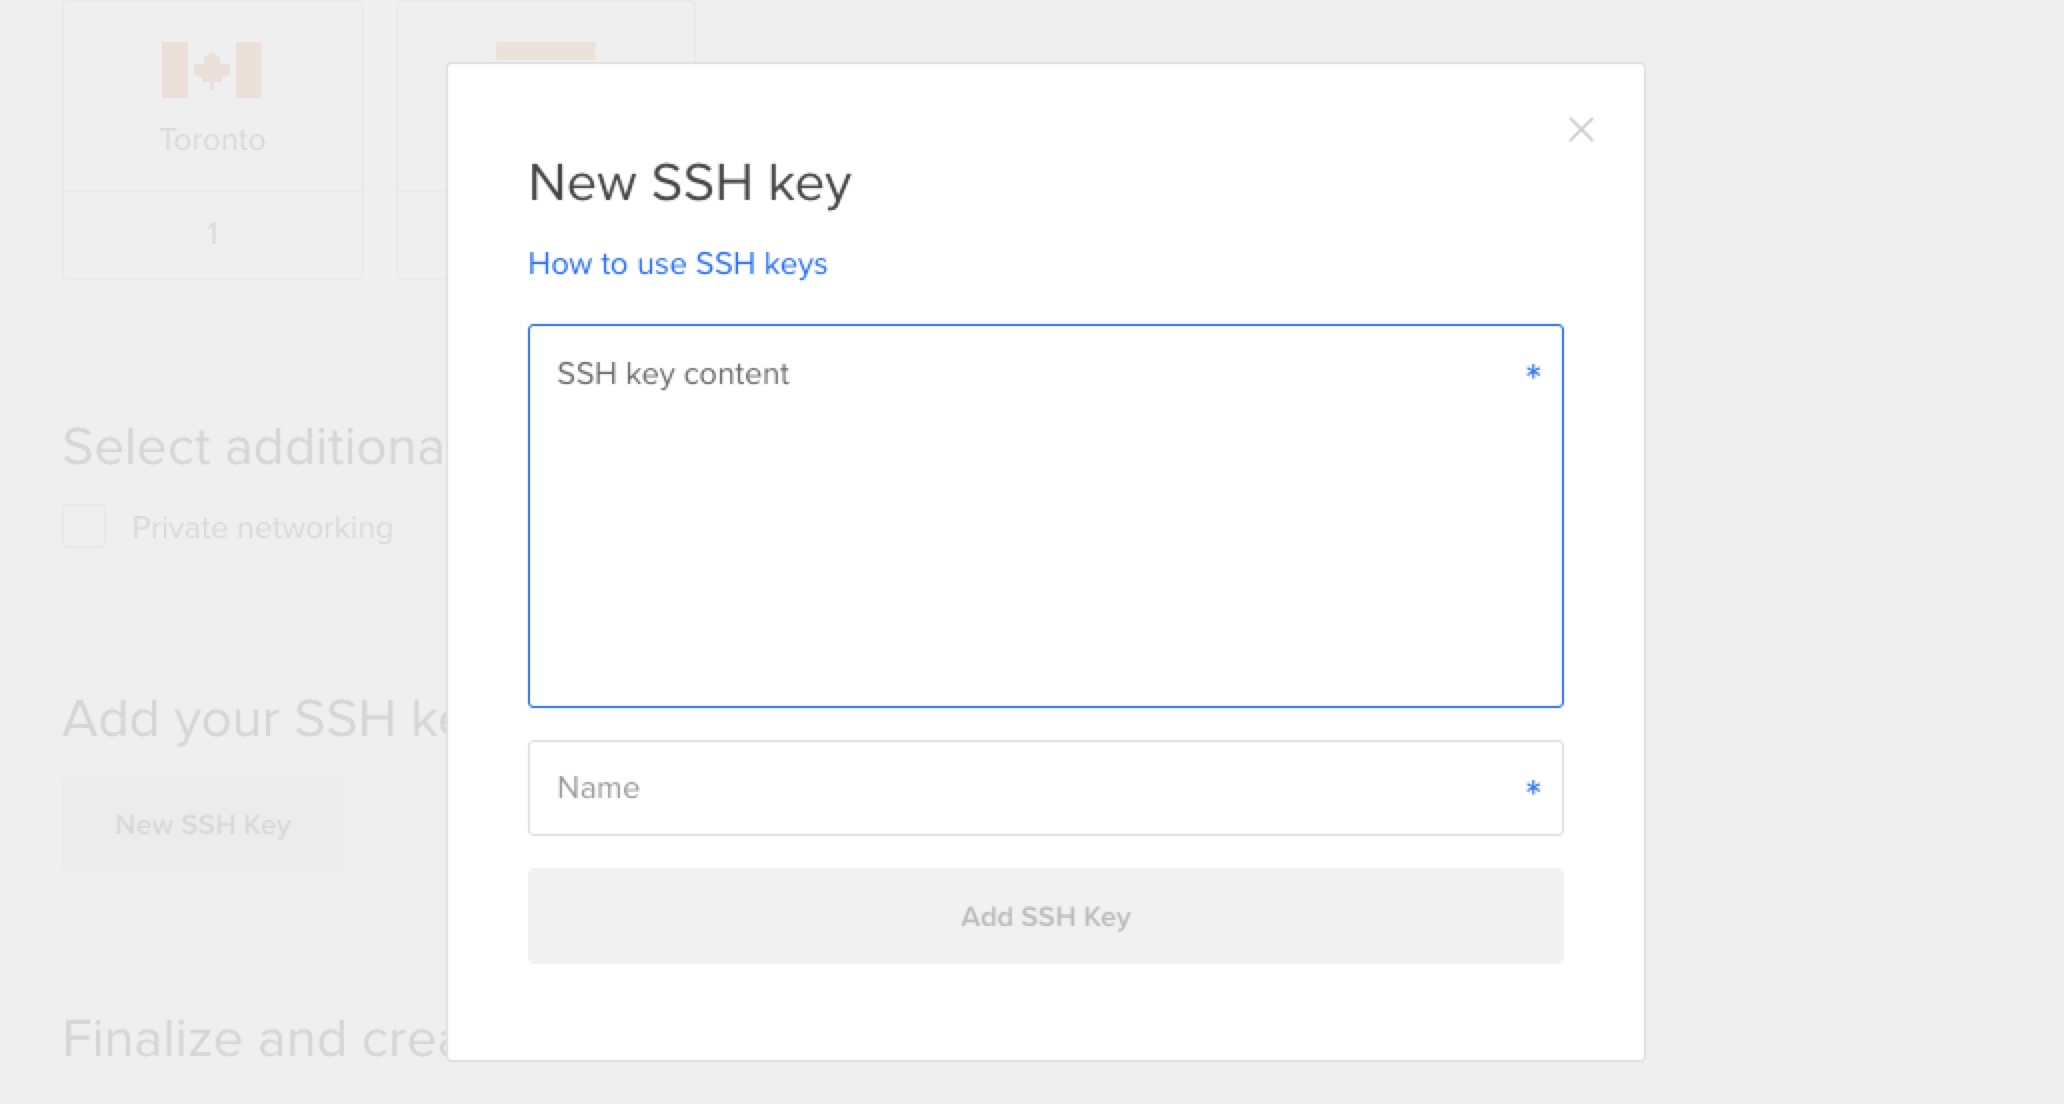 Toronto
1
Select additiona
Private networking
Add your SSH ke
New SSH Key
Finalize and crea
New SSH key
How to use SSH keys
SSH key content *
Name *
Add SSH Key